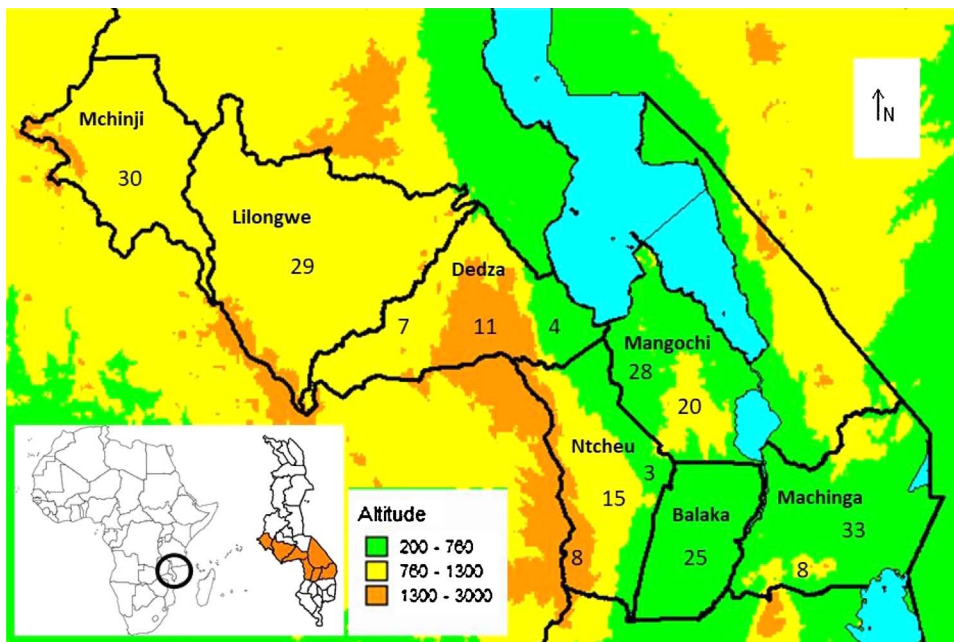 N
Mchinji
30
Lilongwe
29
Dedza
7
11
4
Mangochi
28
20
Ntcheu
3
15
8
Balaka
25
Machinga
33
8
Altitude
200 - 760
760 - 1300
1300 - 3000